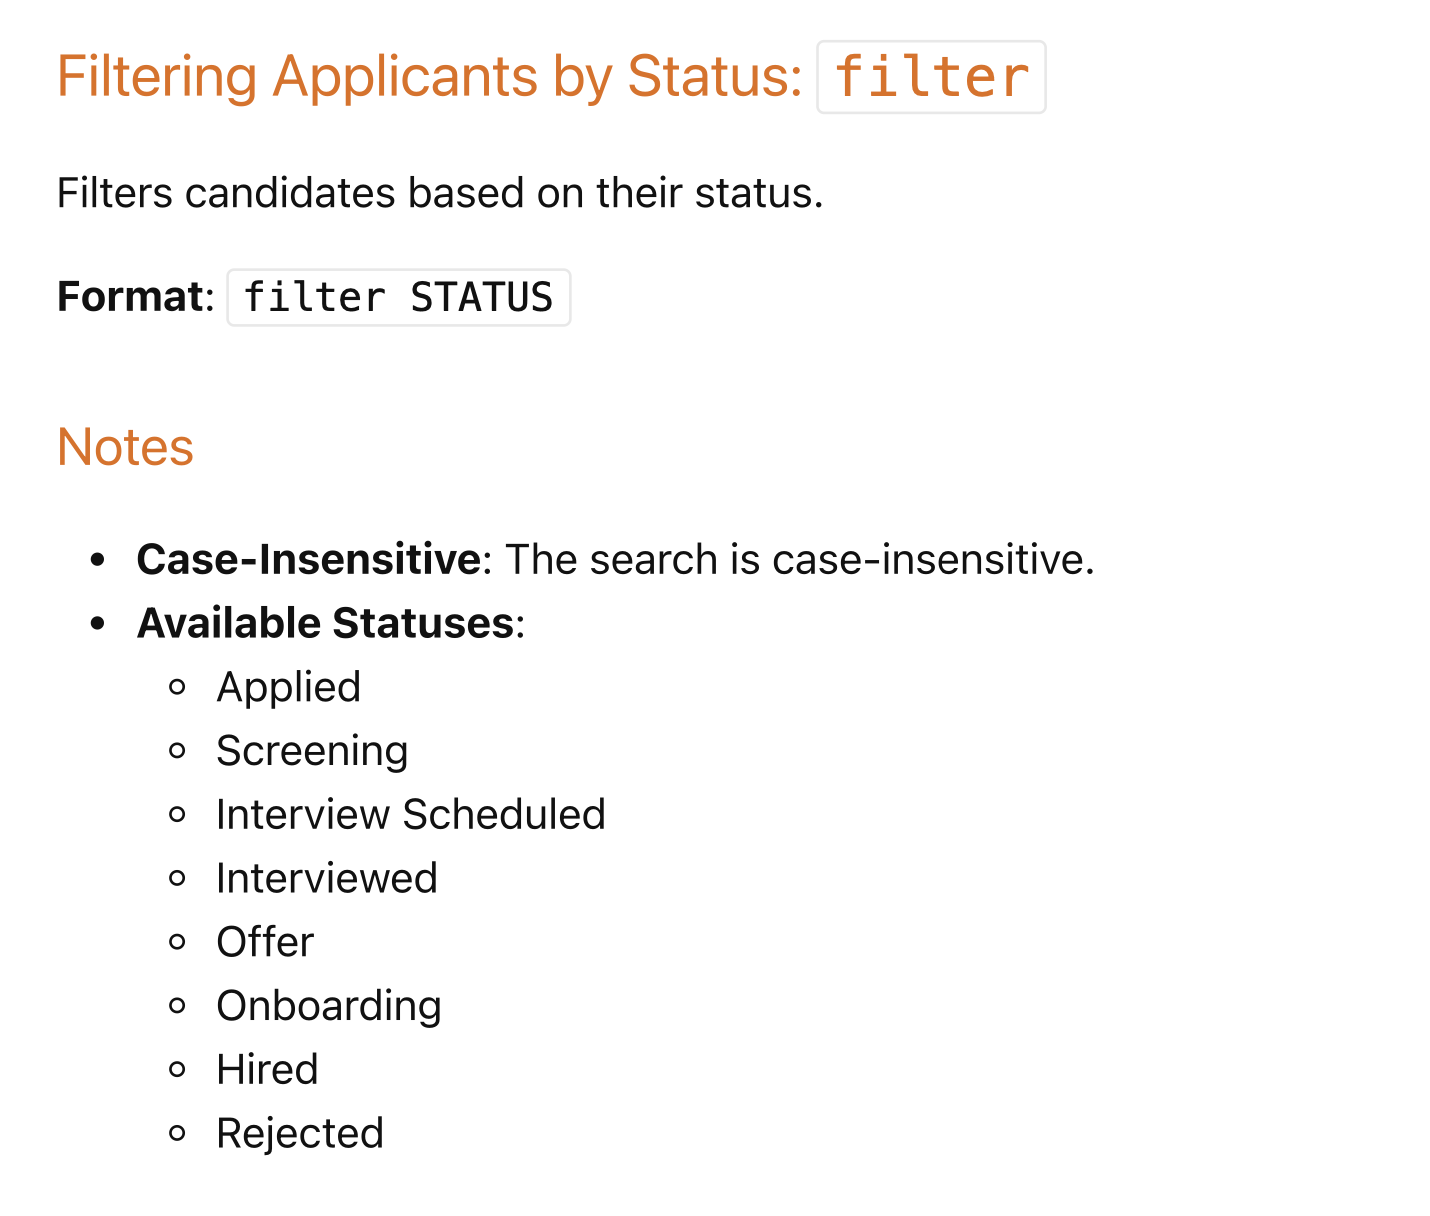 Filtering Applicants by Status: filter
Filters candidates based on their status.
Format: filter STATUS
Notes
Case-Insensitive: The search is case-insensitive.
Available Statuses:
Applied
Screening
Interview Scheduled
Interviewed
Offer
Onboarding
Hired
Rejected